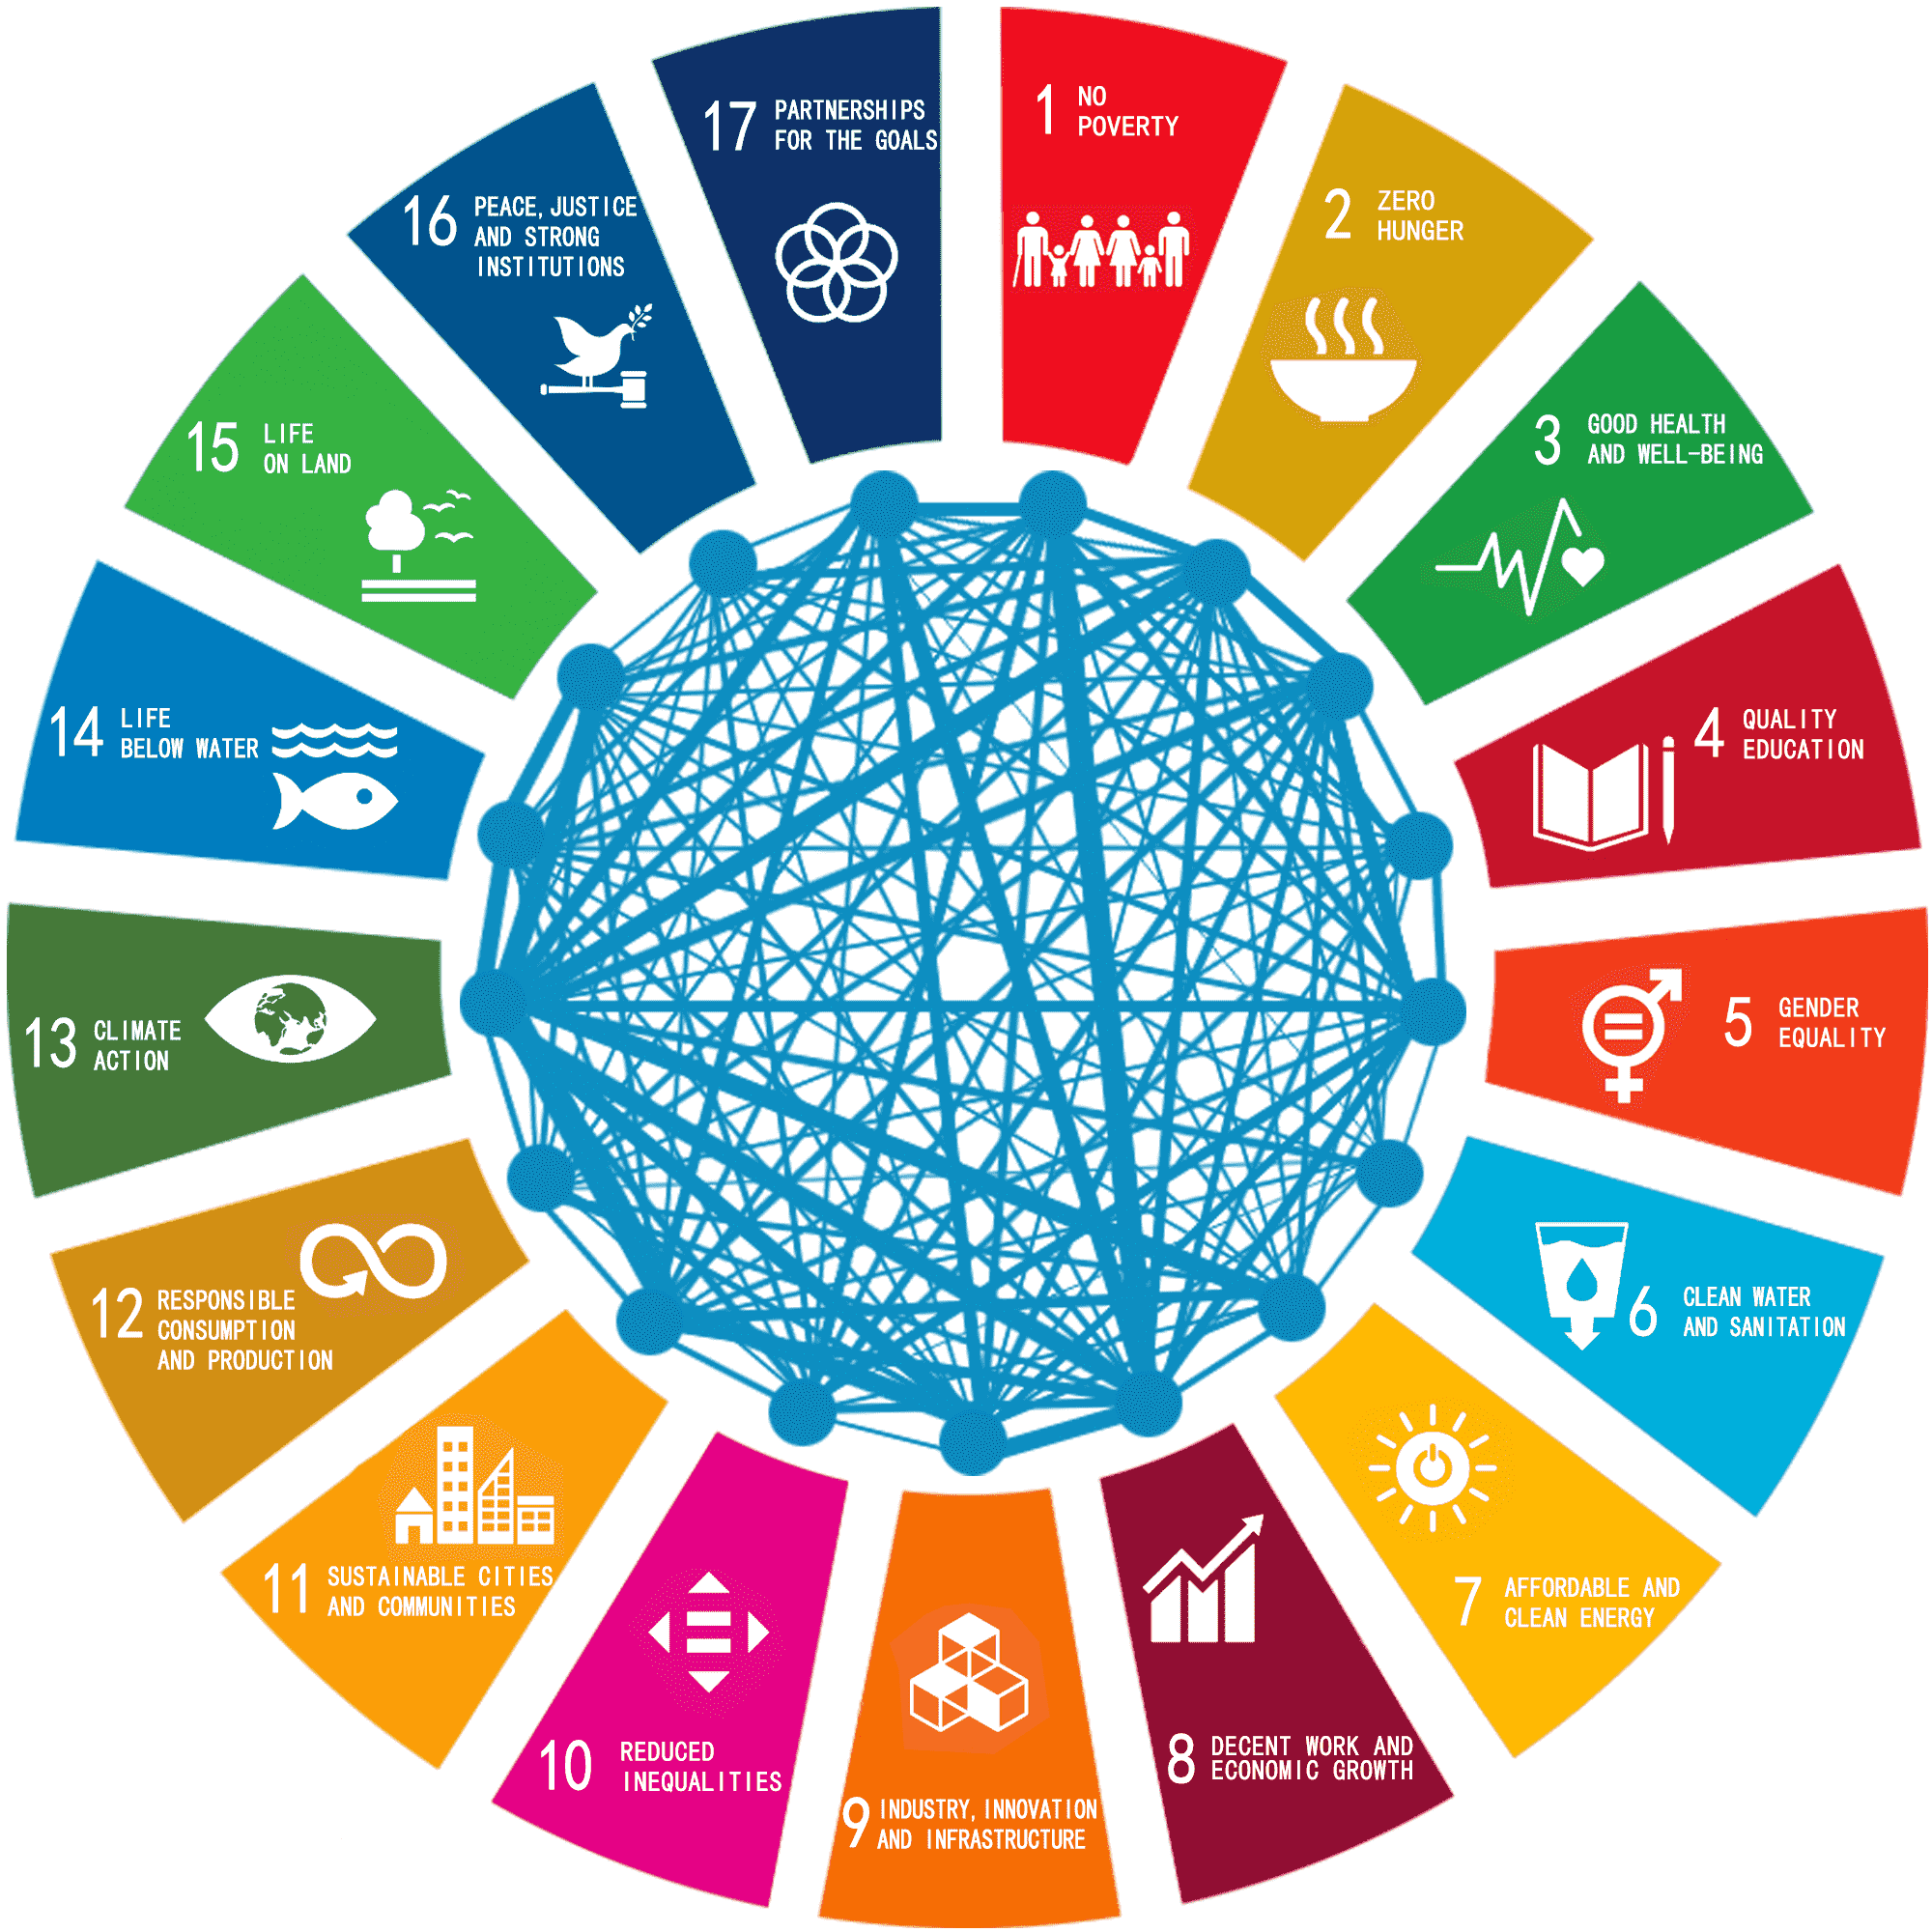 1 NO
POVERTY
2 ZERO
HUNGER
3 GOOD HEALTH
AND WELL-BEING
4 QUALITY
EDUCATION
5 GENDER
EQUALITY
6 CLEAN WATER
AND SANITATION
7 AFFORDABLE AND
CLEAN ENERGY
8 DECENT WORK AND
ECONOMIC GROWTH
9 INDUSTRY, INNOVATION
AND INFRASTRUCTURE
10 REDUCED
INEQUALITIES
11 SUSTAINABLE CITIES
AND COMMUNITIES
12 RESPONSIBLE
CONSUMPTION
AND PRODUCTION
13 CLIMATE
ACTION
14 LIFE
BELOW WATER
15 LIFE
ON LAND
16 PEACE, JUSTICE
AND STRONG
INSTITUTIONS
17 PARTNERSHIPS
FOR THE GOALS